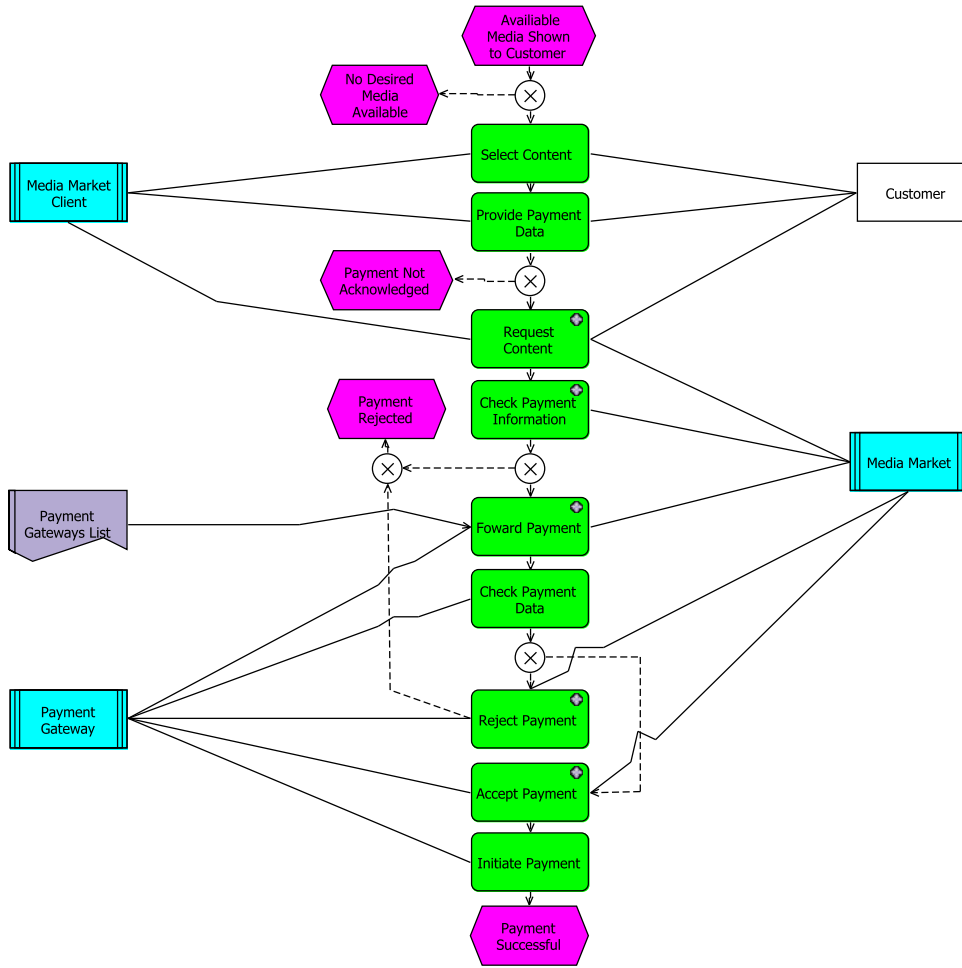 Availiable
Media Shown
to Customer
No Desired
Media
Available
Select Content
Media Market
Client
Customer
Provide Payment
Data
Payment Not
Acknowledged
Request
Content
Payment
Rejected
Check Payment
Information
Media Market
Payment
Gateways List
Foward Payment
Check Payment
Data
Payment
Gateway
Reject Payment
Accept Payment
Initiate Payment
Payment
Successful